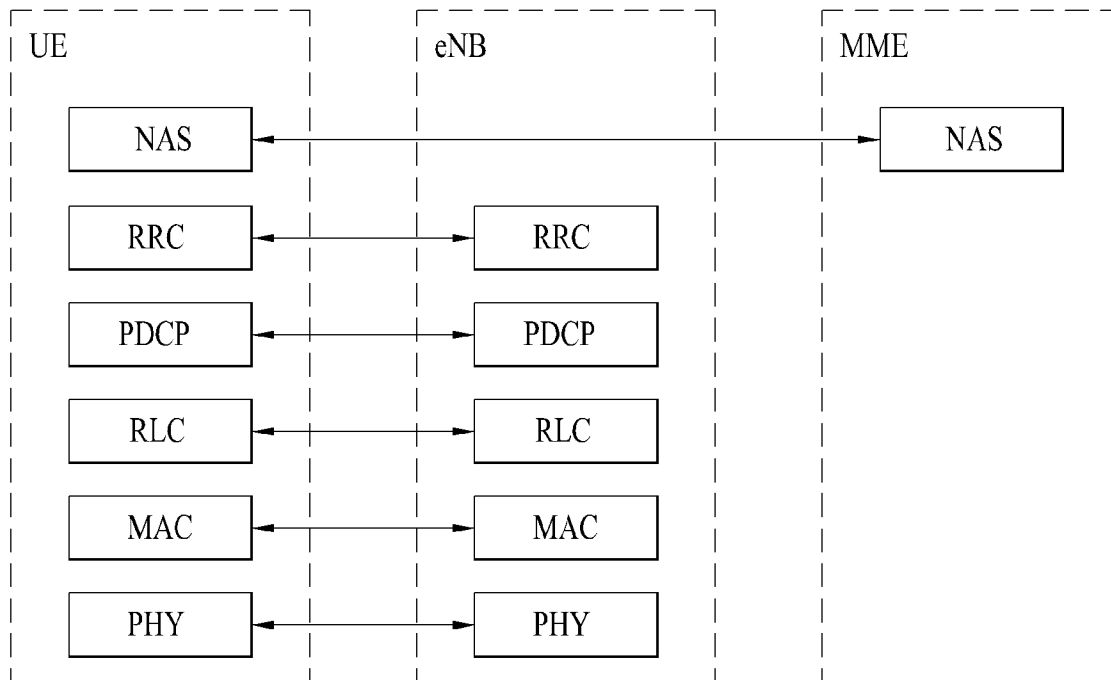 UE eNB MME
NAS NAS
RRC RRC
PDCP PDCP
RLC RLC
MAC MAC
PHY PHY